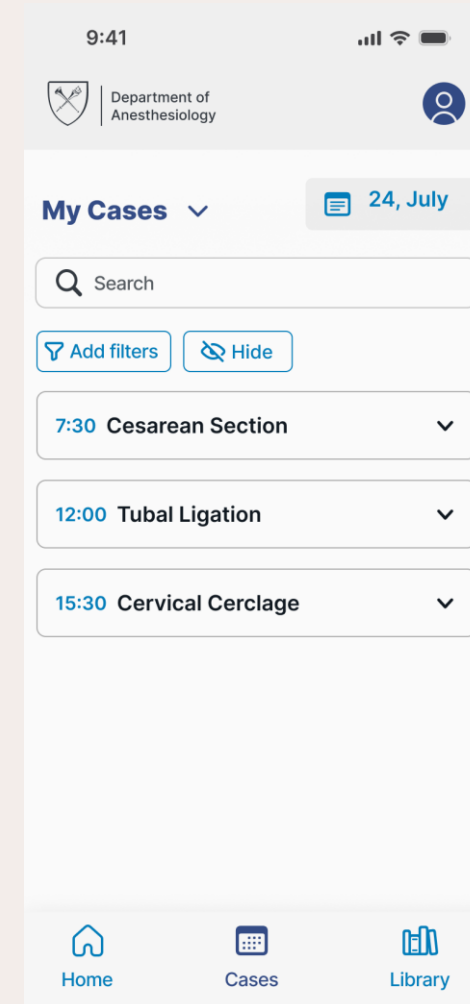 9:41
Department of
Anesthesiology
My Cases
24, July
Search
Add filters
Hide
7:30 Cesarean Section
12:00 Tubal Ligation
15:30 Cervical Cerclage
Home
Cases
Library